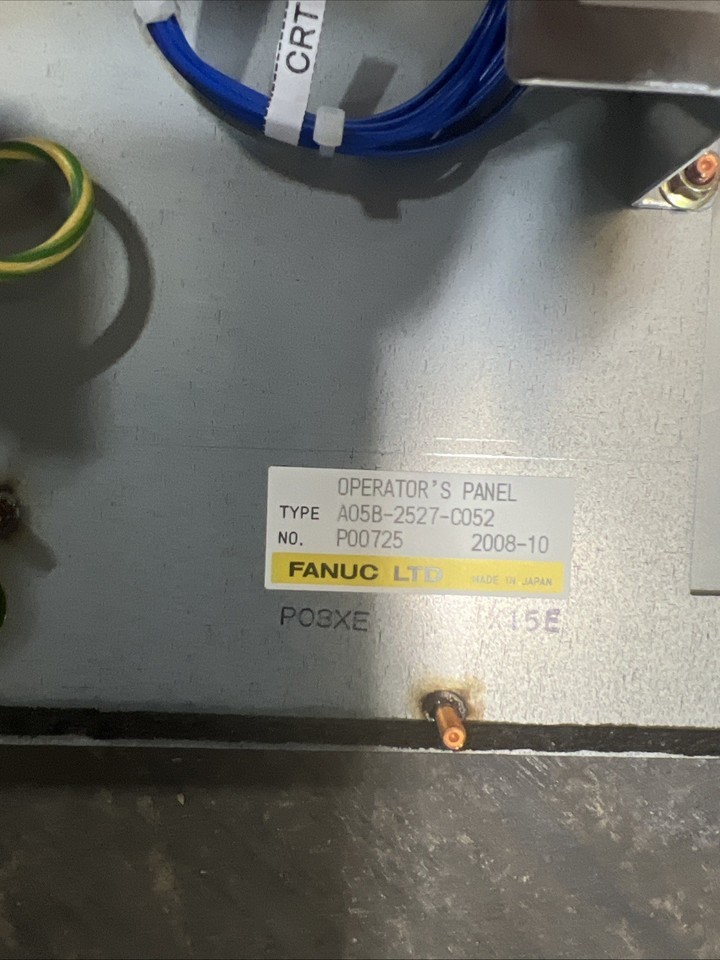 CRT
OPERATOR'S PANEL
TYPE A05B-2527-C052
NO. P00725 2008-10
FANUC LTD MADE IN JAPAN
P03XE